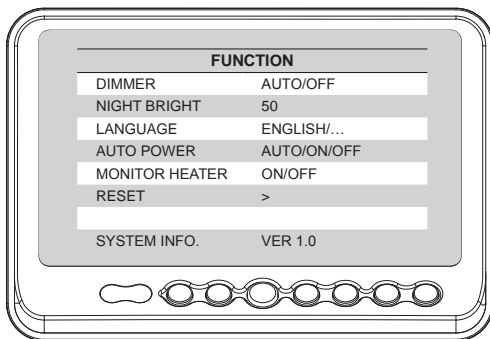 FUNCTION
DIMMER AUTO/OFF
NIGHT BRIGHT 50
LANGUAGE ENGLISH/…
AUTO POWER AUTO/ON/OFF
MONITOR HEATER ON/OFF
RESET >
SYSTEM INFO. VER 1.0